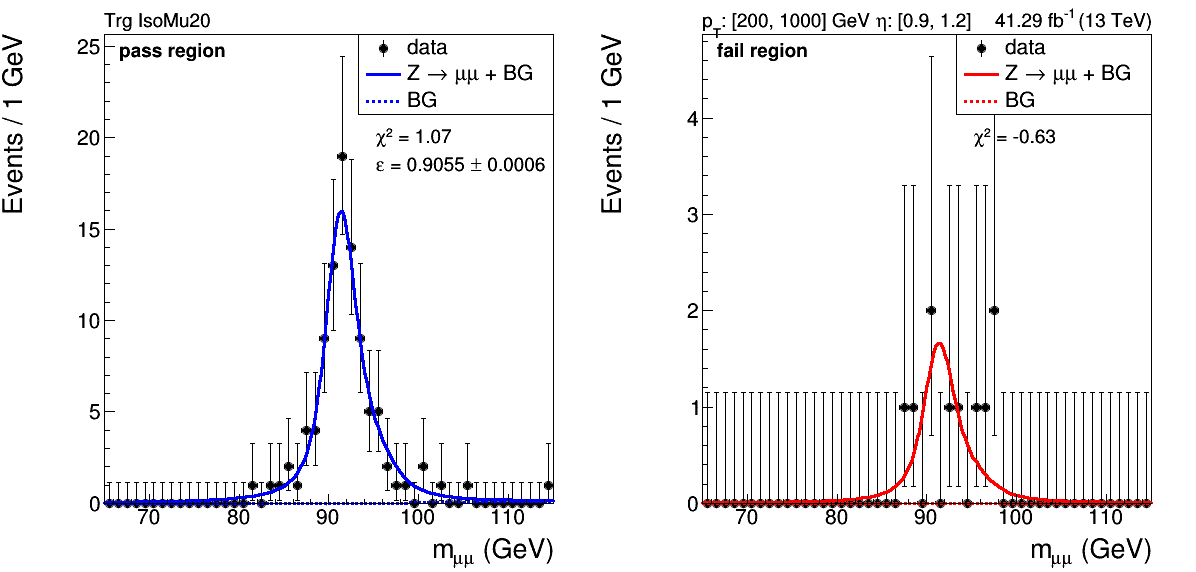 Trg IsoMu20
pass region
data
Z → μμ + BG
BG
χ² = 1.07
ε = 0.9055 ± 0.0006
Events / 1 GeV
25
20
15
10
5
0
70 80 90 100 110
mμμ (GeV)
pT: [200, 1000] GeV η: [0.9, 1.2] 41.29 fb⁻¹ (13 TeV)
fail region
data
Z → μμ + BG
BG
χ² = -0.63
Events / 1 GeV
4
3
2
1
0
70 80 90 100 110
mμμ (GeV)